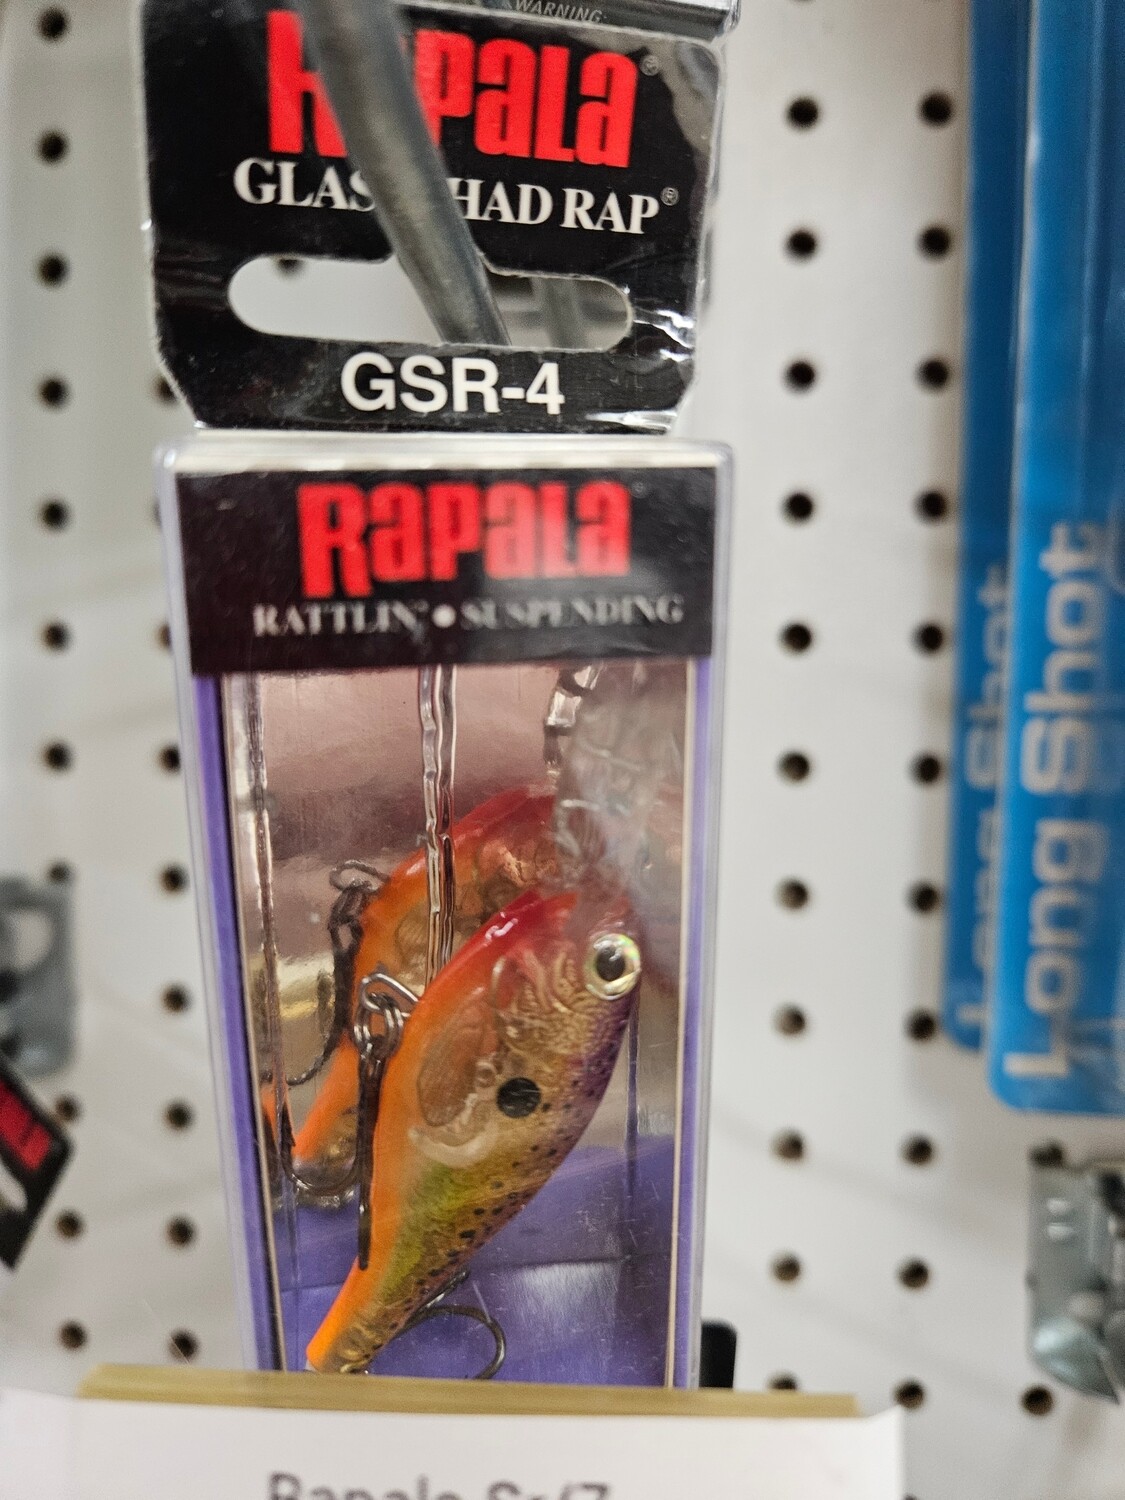 WARNING:
RAPALA®
GLASS SHAD RAP®
GSR-4
RAPALA
RATTLIN' • SUSPENDING
Long Shot
Long Shot